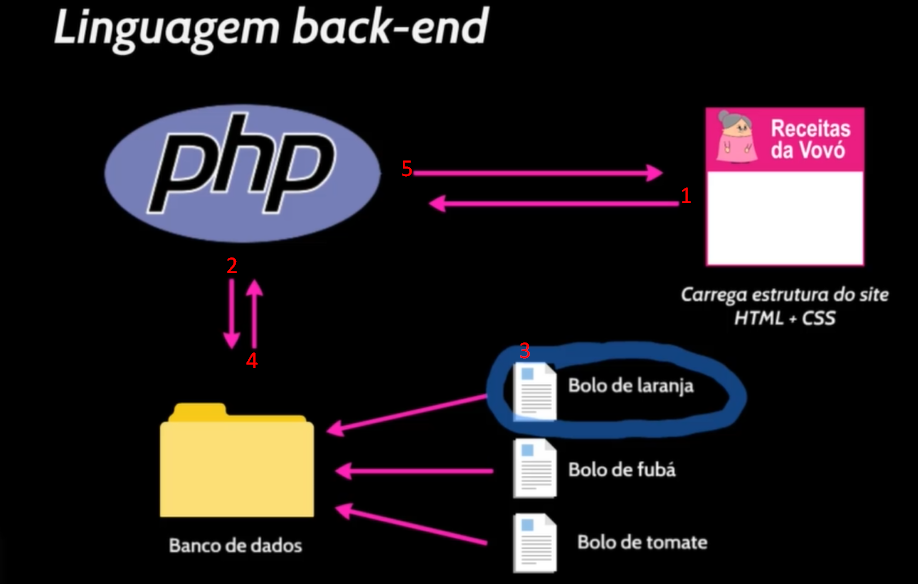 Linguagem back-end
php
5
1
Receitas
da Vovó
2
Carrega estrutura do site
HTML + CSS
4
3
Bolo de laranja
Bolo de fubá
Bolo de tomate
Banco de dados